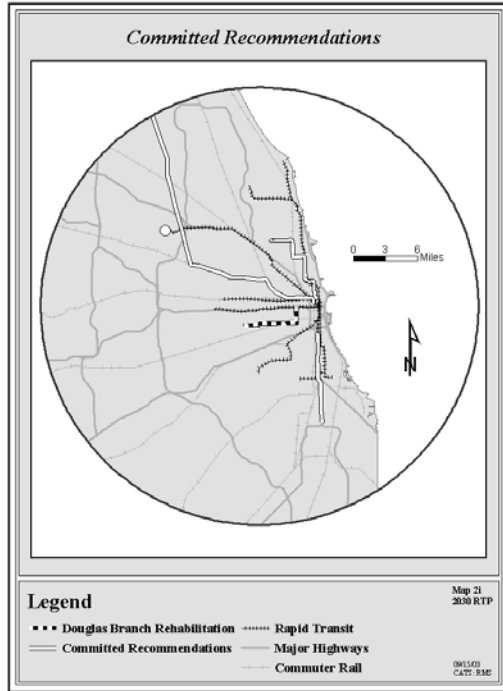 Committed Recommendations
0 3 6
Miles
N
Legend
Map 2i
2030 RTP
Douglas Branch Rehabilitation
Rapid Transit
Committed Recommendations
Major Highways
Commuter Rail
09/15/03
CATS: RMS